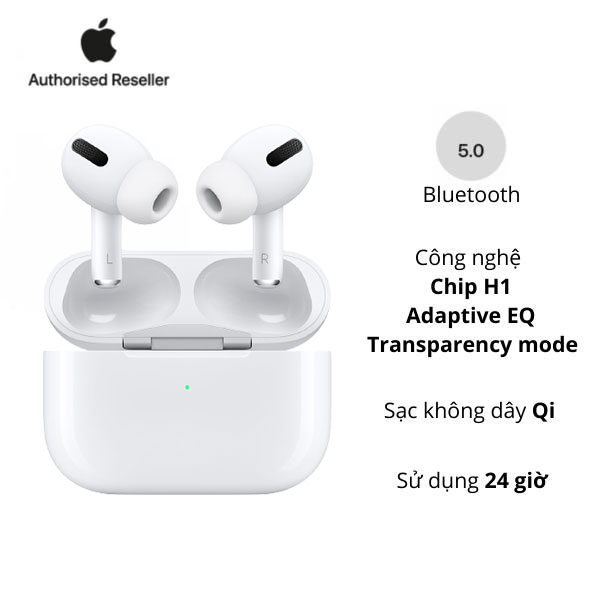 Authorised Reseller
5.0
Bluetooth
L
R
Công nghệ
Chip H1
Adaptive EQ
Transparency mode
Sạc không dây Qi
Sử dụng 24 giờ